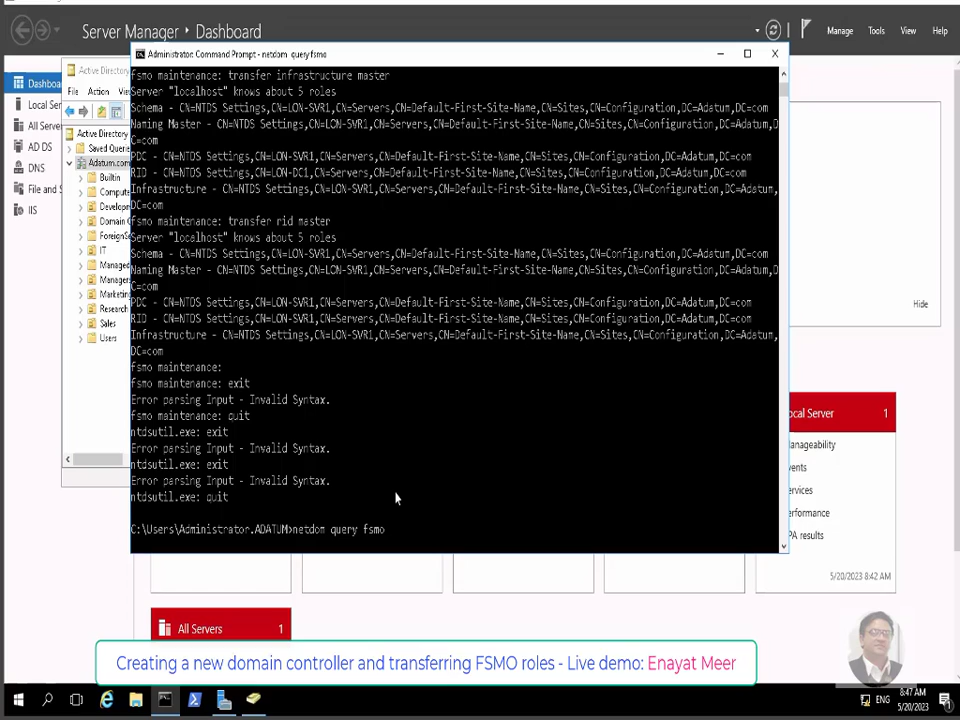 Server Manager • Dashboard
Manage
Tools
View
Help
Administrator: Command Prompt - netdom query fsmo
Active Directory
File
Action
Active Directory
Saved Querie
Adatum.com
Builtin
Compute
Developm
Domain
ForeignSe
IT
Managed
Managers
Marketing
Research
Sales
Users
Dashboa
Local Ser
All Server
AD DS
DNS
File and S
IIS
fsmo maintenance: transfer infrastructure master
Server "localhost" knows about 5 roles
Schema - CN=NTDS Settings,CN=LON-SVR1,CN=Servers,CN=Default-First-Site-Name,CN=Sites,CN=Configuration,DC=Adatum,DC=com
Naming Master - CN=NTDS Settings,CN=LON-SVR1,CN=Servers,CN=Default-First-Site-Name,CN=Sites,CN=Configuration,DC=Adatum,D
C=com
PDC - CN=NTDS Settings,CN=LON-SVR1,CN=Servers,CN=Default-First-Site-Name,CN=Sites,CN=Configuration,DC=Adatum,DC=com
RID - CN=NTDS Settings,CN=LON-DC1,CN=Servers,CN=Default-First-Site-Name,CN=Sites,CN=Configuration,DC=Adatum,DC=com
Infrastructure - CN=NTDS Settings,CN=LON-SVR1,CN=Servers,CN=Default-First-Site-Name,CN=Sites,CN=Configuration,DC=Adatum,
DC=com
fsmo maintenance: transfer rid master
Server "localhost" knows about 5 roles
Schema - CN=NTDS Settings,CN=LON-SVR1,CN=Servers,CN=Default-First-Site-Name,CN=Sites,CN=Configuration,DC=Adatum,DC=com
Naming Master - CN=NTDS Settings,CN=LON-SVR1,CN=Servers,CN=Default-First-Site-Name,CN=Sites,CN=Configuration,DC=Adatum,D
C=com
PDC - CN=NTDS Settings,CN=LON-SVR1,CN=Servers,CN=Default-First-Site-Name,CN=Sites,CN=Configuration,DC=Adatum,DC=com
RID - CN=NTDS Settings,CN=LON-SVR1,CN=Servers,CN=Default-First-Site-Name,CN=Sites,CN=Configuration,DC=Adatum,DC=com
Infrastructure - CN=NTDS Settings,CN=LON-SVR1,CN=Servers,CN=Default-First-Site-Name,CN=Sites,CN=Configuration,DC=Adatum,
DC=com
fsmo maintenance:
fsmo maintenance: exit
Error parsing Input - Invalid Syntax.
fsmo maintenance: quit
ntdsutil.exe: exit
Error parsing Input - Invalid Syntax.
ntdsutil.exe: exit
Error parsing Input - Invalid Syntax.
ntdsutil.exe: quit
C:\Users\Administrator.ADATUM>netdom query fsmo
Hide
ocal Server 1
anageability
vents
ervices
erformance
PA results
5/20/2023 8:42 AM
All Servers 1
Creating a new domain controller and transferring FSMO roles - Live demo: Enayat Meer
ENG
8:47 AM
5/20/2023